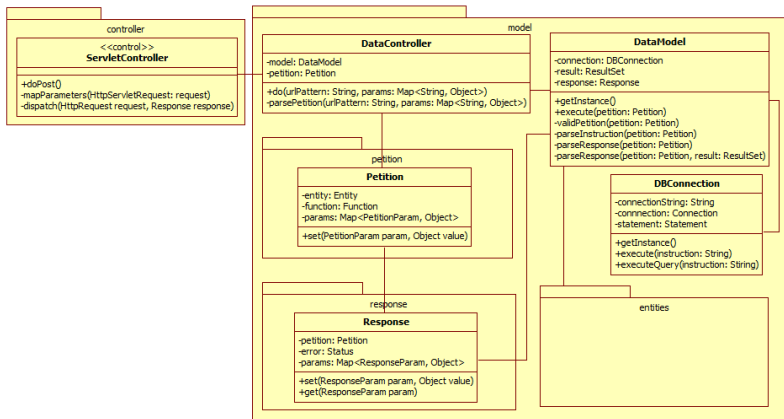 controller
<<control>>
ServletController
+doPost()
-mapParameters(HttpServletRequest: request)
-dispatch(HttpRequest request, Response response)
model
DataController
-model: DataModel
-petition: Petition
+do(urlPattern: String, params: Map<String, Object>)
-parsePetition(urlPattern: String, params: Map<String, Object>)
DataModel
-connection: DBConnection
-result: ResultSet
-response: Response
+getInstance()
+execute(petition: Petition)
-validPetition(petition: Petition)
-parseInstruction(petition: Petition)
-parseResponse(petition: Petition)
-parseResponse(petition: Petition, result: ResultSet)
petition
Petition
-entity: Entity
-function: Function
-params: Map<PetitionParam, Object>
+set(PetitionParam param, Object value)
DBConnection
-connectionString: String
-connnection: Connection
-statement: Statement
+getInstance()
+execute(instruction: String)
+executeQuery(instruction: Stiring)
response
Response
-petition: Petition
-error: Status
-params: Map<ResponseParam, Object>
+set(ResponseParam param, Object value)
+get(ResponseParam param)
entities